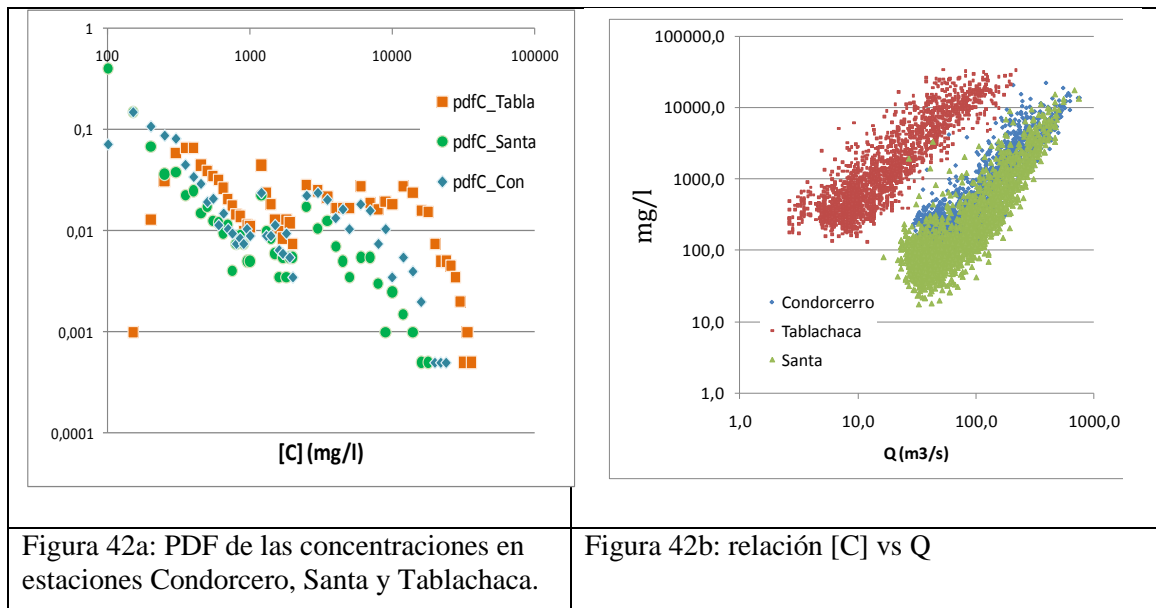 1
0,1
0,01
0,001
0,0001
100 1000 10000 100000
pdfC_Tabla
pdfC_Santa
pdfC_Con
[C] (mg/l)
100000,0
10000,0
1000,0
100,0
10,0
1,0
mg/l
Condorcerro
Tablachaca
Santa
1,0 10,0 100,0 1000,0
Q (m3/s)
Figura 42a: PDF de las concentraciones en
estaciones Condorcero, Santa y Tablachaca.
Figura 42b: relación [C] vs Q